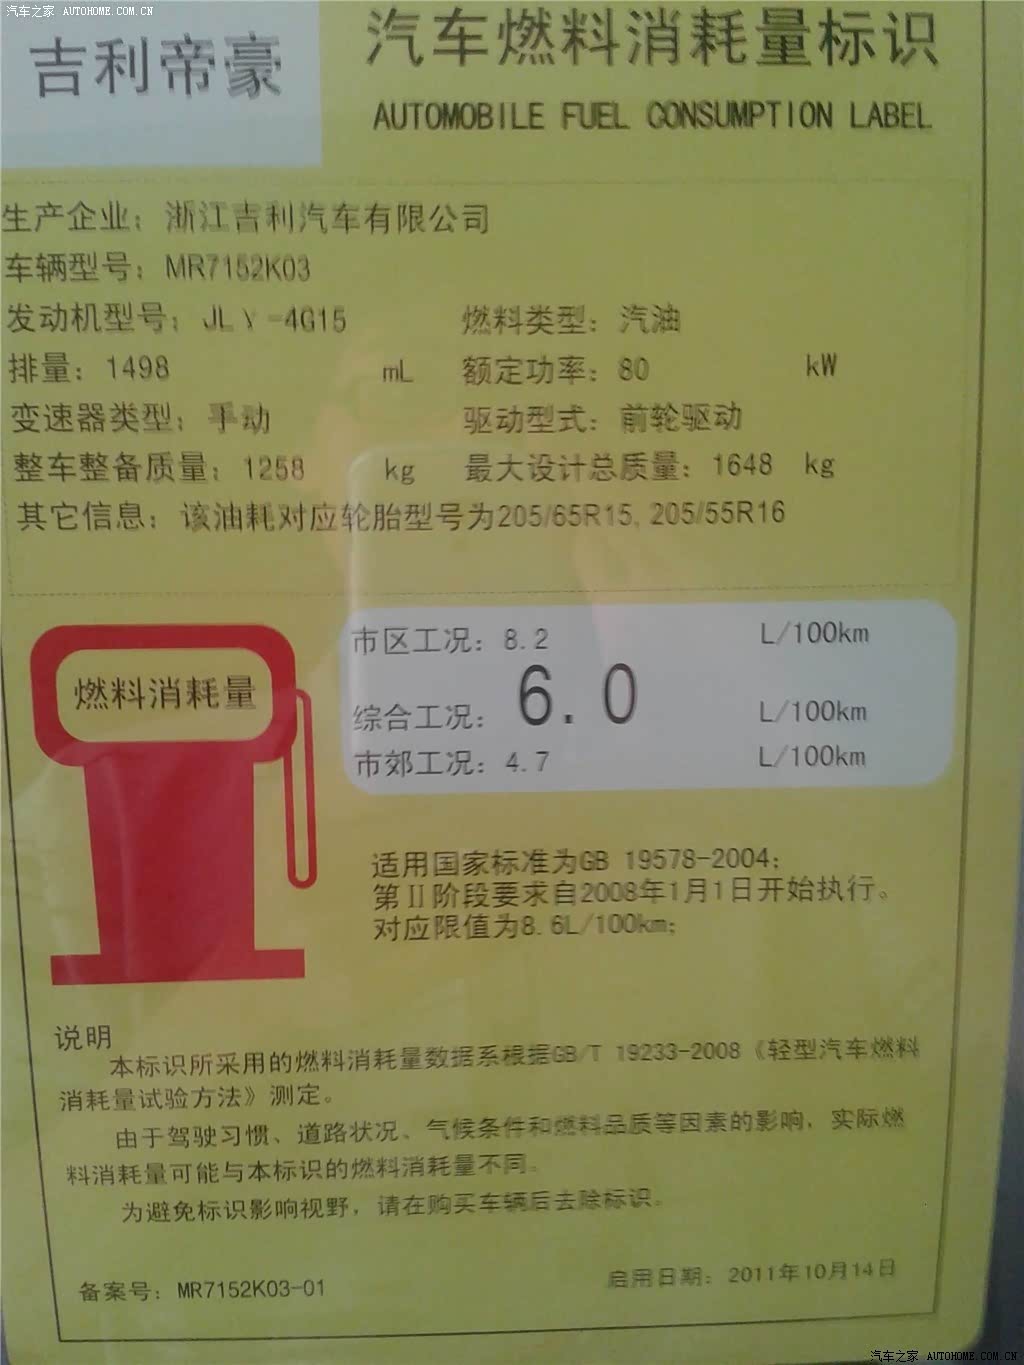 汽车之家 AUTOHOME.COM.CN
吉利帝豪
汽车燃料消耗量标识
AUTOMOBILE FUEL CONSUMPTION LABEL
生产企业：浙江吉利汽车有限公司
车辆型号：MR7152K03
发动机型号：JLγ-4G15 燃料类型：汽油
排量：1498 mL 额定功率：80 kW
变速器类型：手动 驱动型式：前轮驱动
整车整备质量：1258 kg 最大设计总质量：1648 kg
其它信息：该油耗对应轮胎型号为205/65R15, 205/55R16
燃料消耗量
市区工况：8.2 L/100km
综合工况：6.0 L/100km
市郊工况：4.7 L/100km
适用国家标准为GB 19578-2004；
第Ⅱ阶段要求自2008年1月1日开始执行。
对应限值为8.6L/100km；
说明
本标识所采用的燃料消耗量数据系根据GB/T 19233-2008《轻型汽车燃料
消耗量试验方法》测定。
由于驾驶习惯、道路状况、气候条件和燃料品质等因素的影响，实际燃
料消耗量可能与本标识的燃料消耗量不同。
为避免标识影响视野，请在购买车辆后去除标识。
备案号：MR7152K03-01 启用日期：2011年10月14日
汽车之家 AUTOHOME.COM.CN